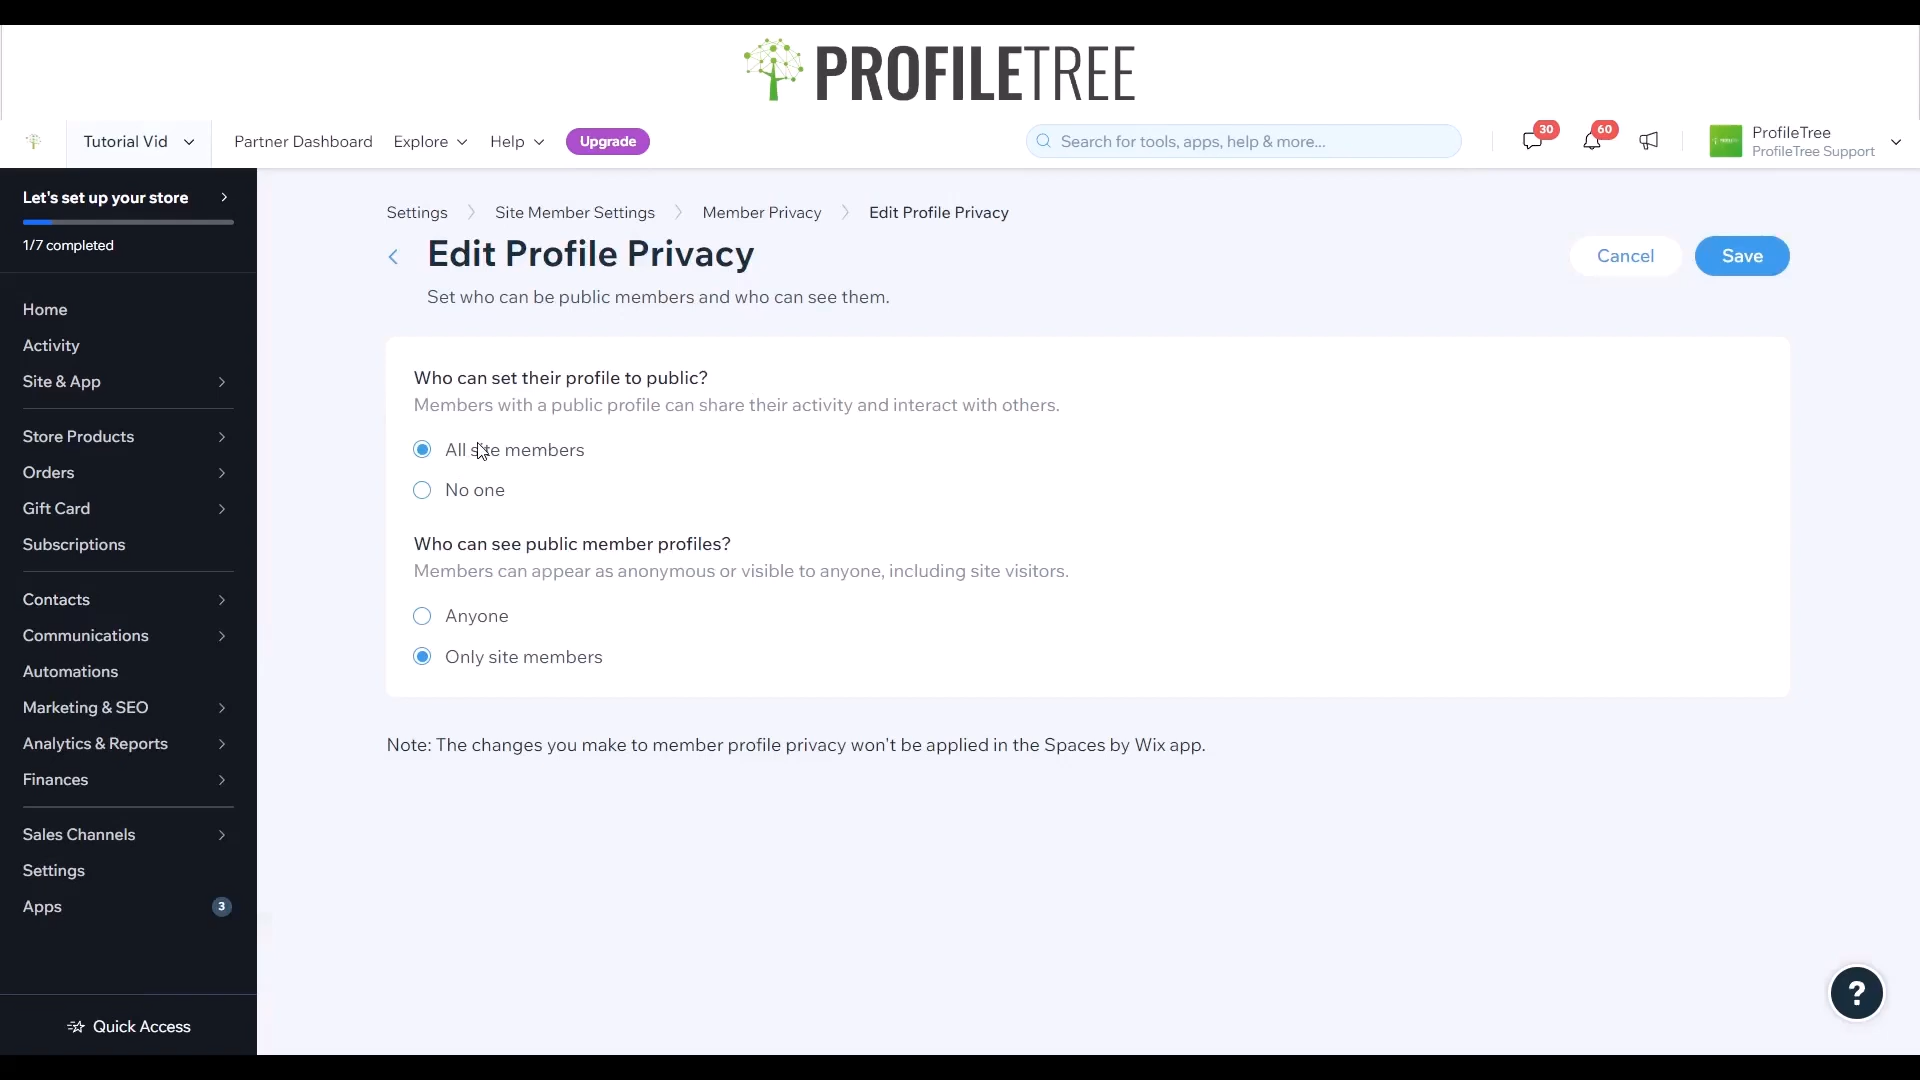 PROFILETREE
Tutorial Vid
Partner Dashboard
Explore
Help
Upgrade
Search for tools, apps, help & more...
30
60
ProfileTree
ProfileTree Support
Let's set up your store
1/7 completed
Home
Activity
Site & App
Store Products
Orders
Gift Card
Subscriptions
Contacts
Communications
Automations
Marketing & SEO
Analytics & Reports
Finances
Sales Channels
Settings
Apps
3
Quick Access
Settings > Site Member Settings > Member Privacy > Edit Profile Privacy
Edit Profile Privacy
Cancel
Save
Set who can be public members and who can see them.
Who can set their profile to public?
Members with a public profile can share their activity and interact with others.
All site members
No one
Who can see public member profiles?
Members can appear as anonymous or visible to anyone, including site visitors.
Anyone
Only site members
Note: The changes you make to member profile privacy won't be applied in the Spaces by Wix app.
?